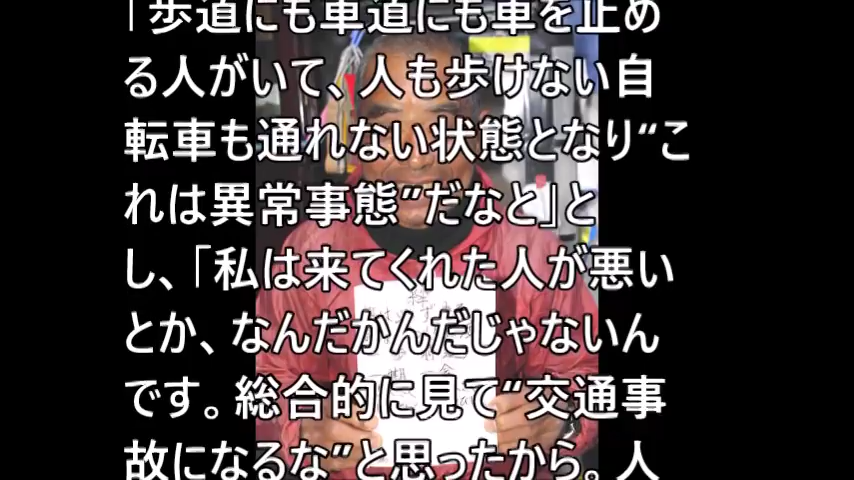 「歩道にも車道にも車を止め
る人がいて、人も歩けない自
転車も通れない状態となり“こ
れは異常事態”だなと」と
し、「私は来てくれた人が悪い
とか、なんだかんだじゃないん
です。総合的に見て“交通事
故になるな”と思ったから。人